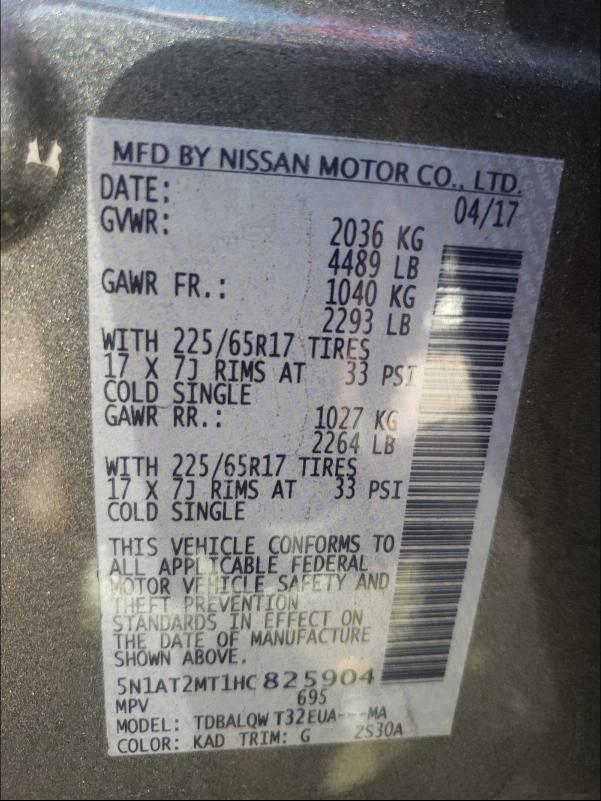 MFD BY NISSAN MOTOR CO., LTD.
DATE: 04/17
GVWR: 2036 KG
4489 LB
GAWR FR.: 1040 KG
2293 LB
WITH 225/65R17 TIRES
17 X 7J RIMS AT 33 PSI
COLD SINGLE
GAWR RR.: 1027 KG
2264 LB
WITH 225/65R17 TIRES
17 X 7J RIMS AT 33 PSI
COLD SINGLE
THIS VEHICLE CONFORMS TO
ALL APPLICABLE FEDERAL
MOTOR VEHICLE SAFETY AND
THEFT PREVENTION
STANDARDS IN EFFECT ON
THE DATE OF MANUFACTURE
SHOWN ABOVE.
5N1AT2MT1HC825904
MPV 695
MODEL: TDBALQW T32EUA---MA
COLOR: KAD TRIM: G ZS30A